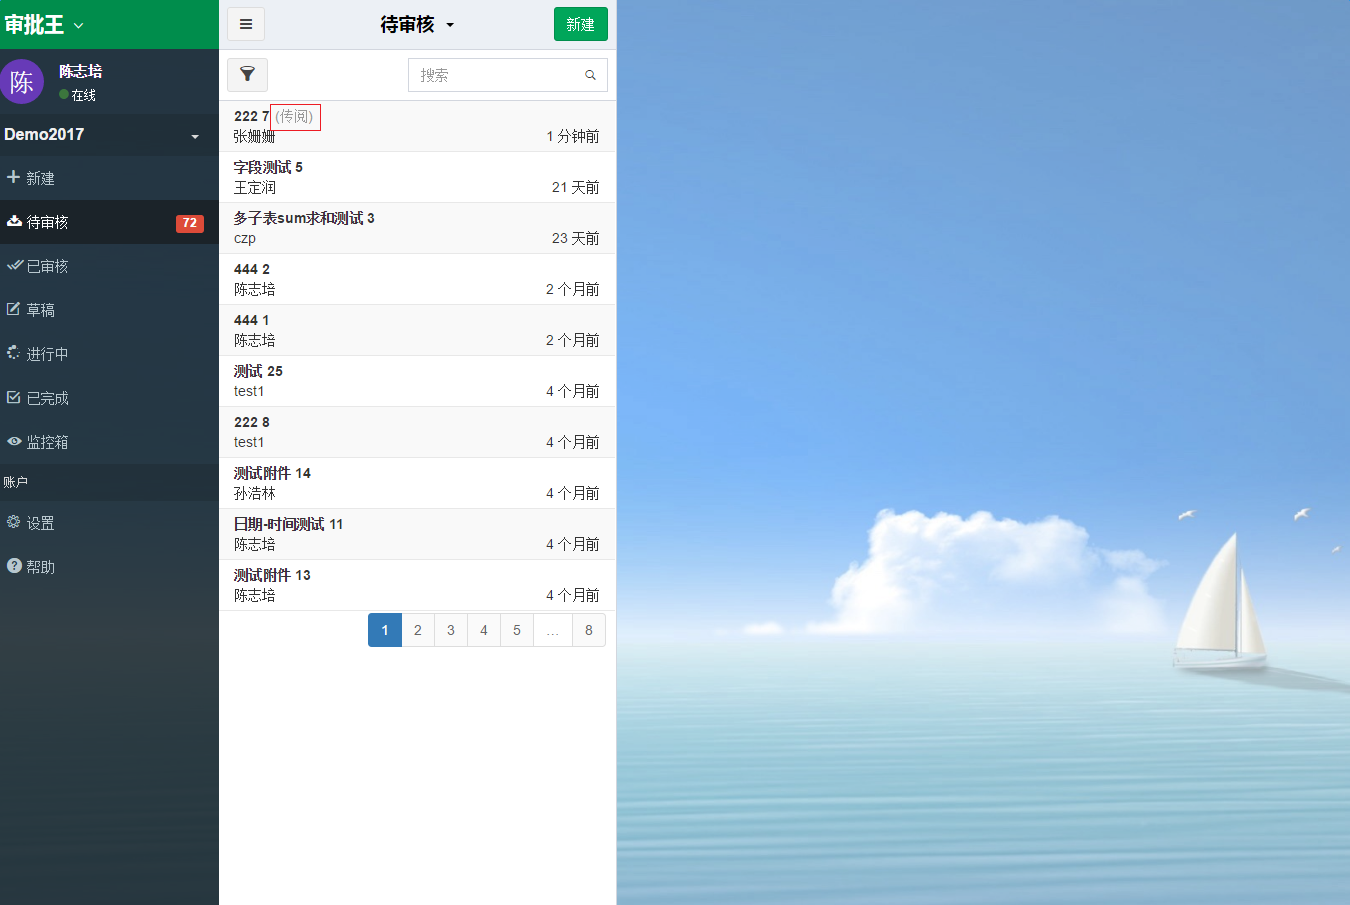 审批王
陈
陈志培
在线
Demo2017
新建
待审核 72
已审核
草稿
进行中
已完成
监控箱
账户
设置
帮助
待审核
新建
搜索
222 7 (传阅)
张姗姗 1 分钟前
字段测试 5
王定润 21 天前
多子表sum求和测试 3
czp 23 天前
444 2
陈志培 2 个月前
444 1
陈志培 2 个月前
测试 25
test1 4 个月前
222 8
test1 4 个月前
测试附件 14
孙浩林 4 个月前
日期-时间测试 11
陈志培 4 个月前
测试附件 13
陈志培 4 个月前
1 2 3 4 5 … 8